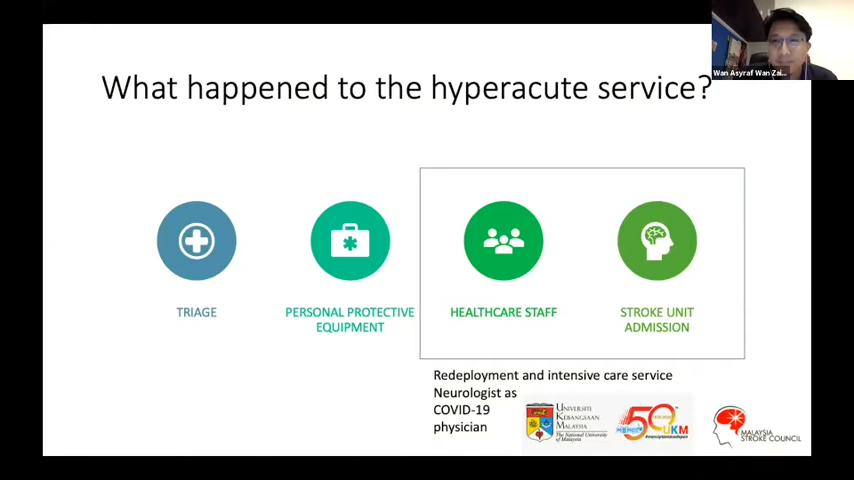 Wan Asyraf Wan Zai...
What happened to the hyperacute service?
TRIAGE
PERSONAL PROTECTIVE
EQUIPMENT
HEALTHCARE STAFF
STROKE UNIT
ADMISSION
Redeployment and intensive care service
Neurologist as
COVID-19
physician
UNIVERSITI
KEBANGSAAN
MALAYSIA
The National University
of Malaysia
50
UKM
MALAYSIA
STROKE COUNCIL